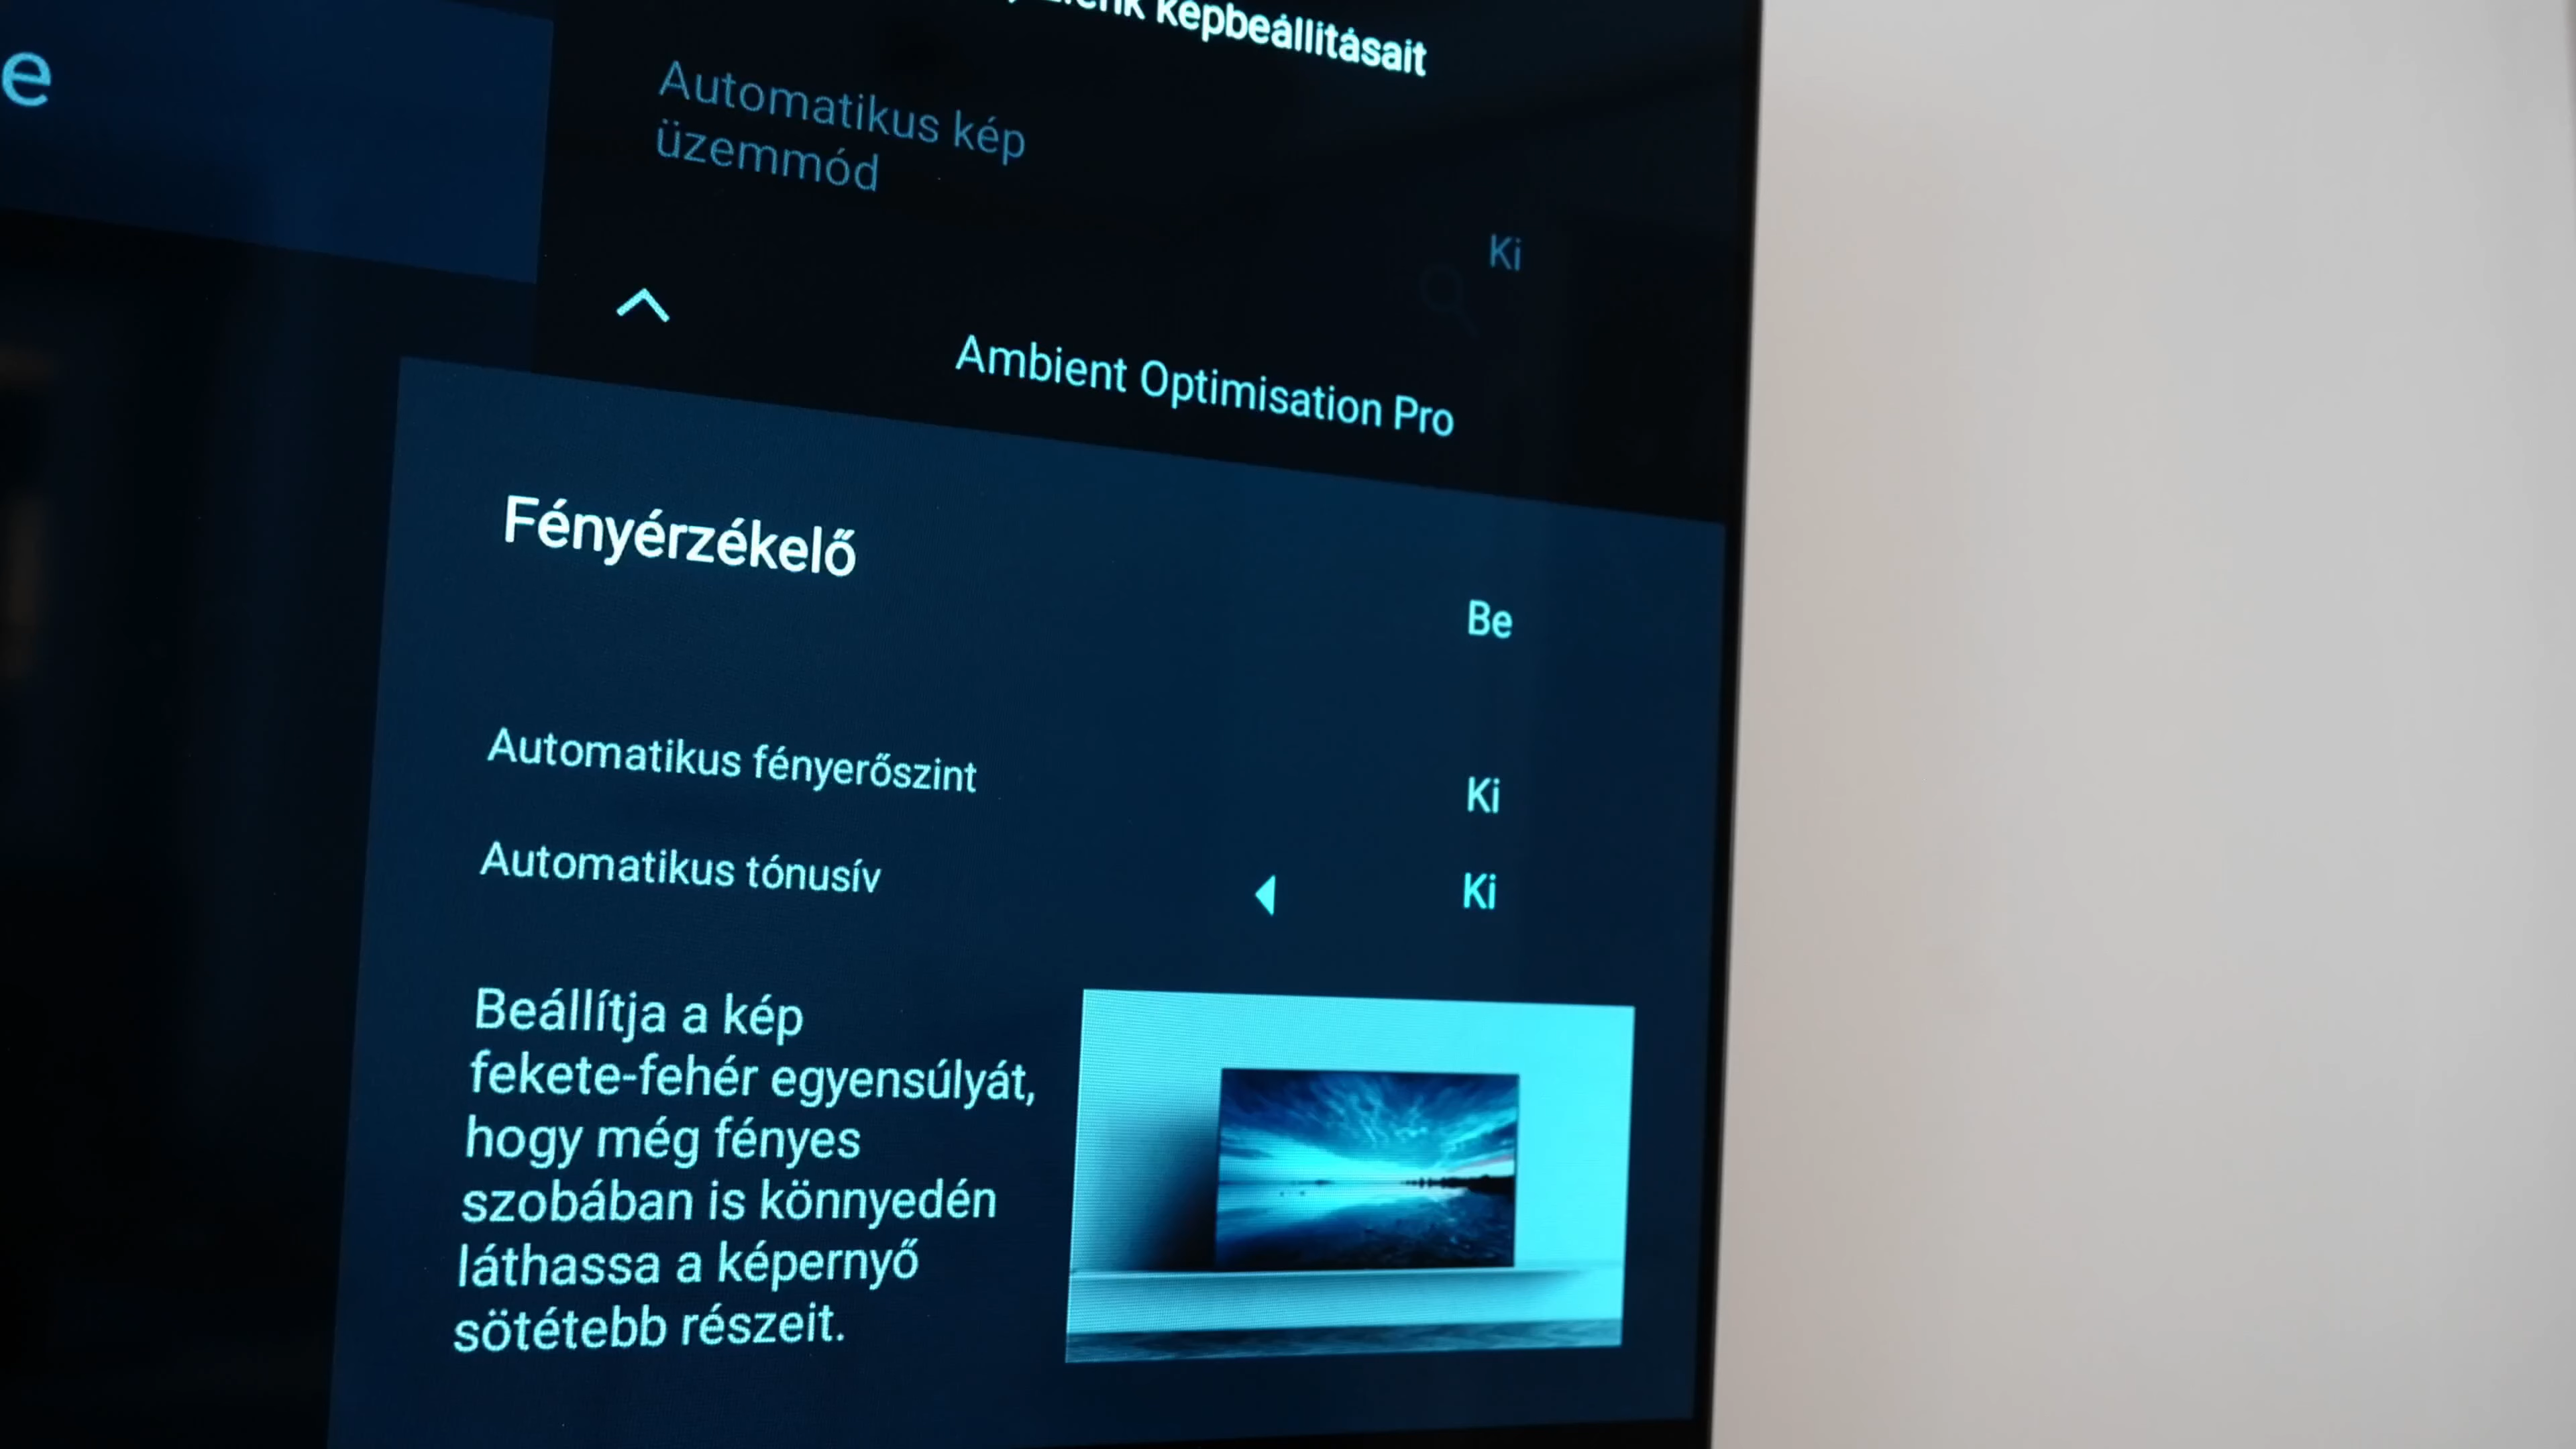 képbeállításait
e
Automatikus kép
üzemmód
Ki
Ambient Optimisation Pro
Fényérzékelő
Be
Automatikus fényerőszint
Ki
Automatikus tónusív
Ki
Beállítja a kép
fekete-fehér egyensúlyát,
hogy még fényes
szobában is könnyedén
láthassa a képernyő
sötétebb részeit.